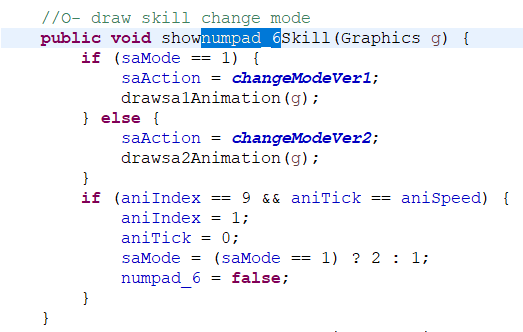 //O- draw skill change mode
public void shownumpad_6Skill(Graphics g) {
if (saMode == 1) {
saAction = changeModeVer1;
drawsa1Animation(g);
} else {
saAction = changeModeVer2;
drawsa2Animation(g);
}
if (aniIndex == 9 && aniTick == aniSpeed) {
aniIndex = 1;
aniTick = 0;
saMode = (saMode == 1) ? 2 : 1;
numpad_6 = false;
}
}